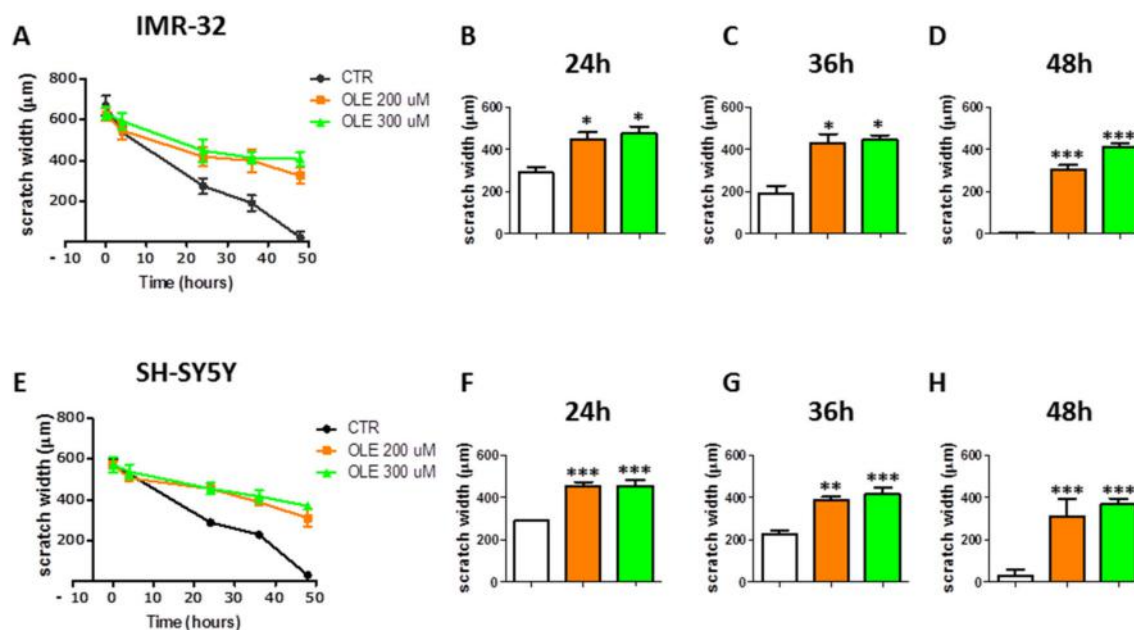 A
IMR-32
scratch width (µm)
800
600
400
200
- 10 0 10 20 30 40 50
Time (hours)
CTR
OLE 200 uM
OLE 300 uM
B
24h
scratch width (µm)
600
400
200
0
*
*
C
36h
scratch width (µm)
600
400
200
0
*
*
D
48h
scratch width (µm)
600
400
200
0
***
***
E
SH-SY5Y
scratch width (µm)
800
600
400
200
- 10 0 10 20 30 40 50
Time (hours)
CTR
OLE 200 uM
OLE 300 uM
F
24h
scratch width (µm)
600
400
200
0
***
***
G
36h
scratch width (µm)
600
400
200
0
**
***
H
48h
scratch width (µm)
600
400
200
0
***
***